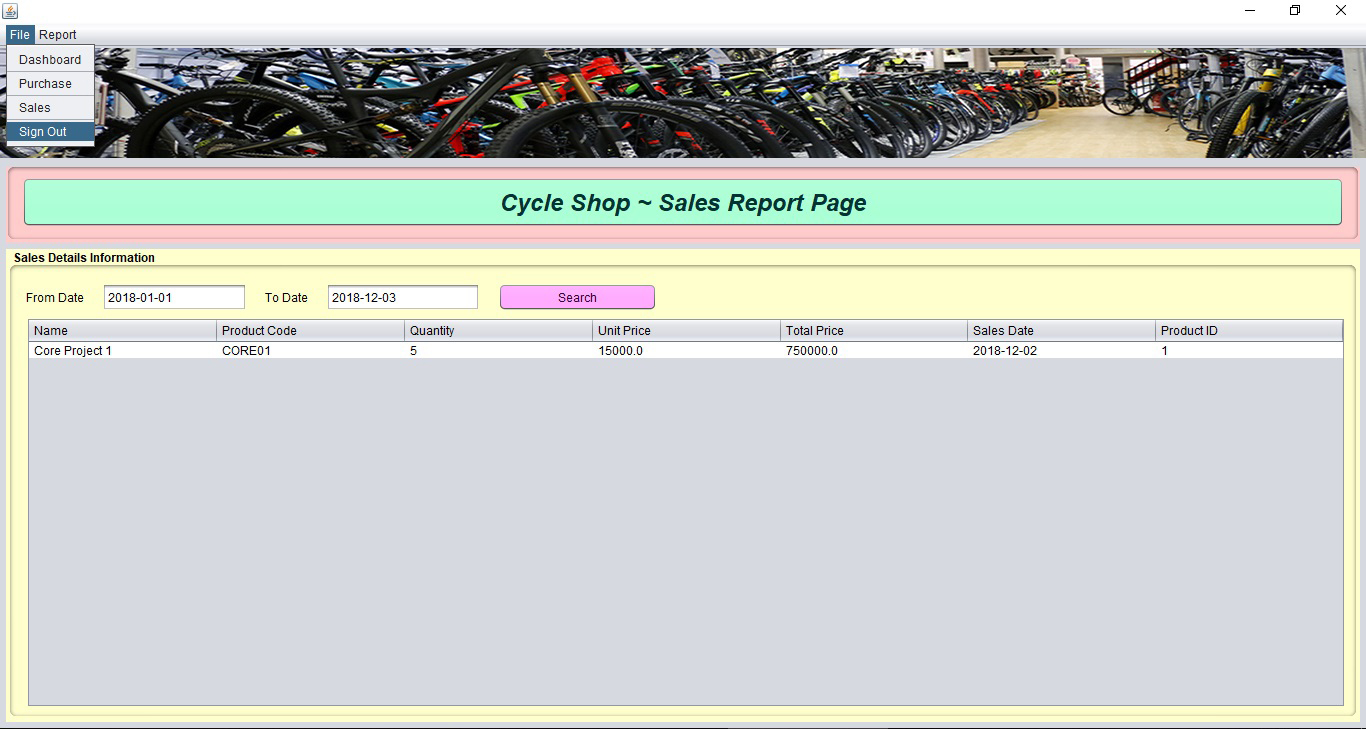 File Report
Dashboard
Purchase
Sales
Sign Out
Cycle Shop ~ Sales Report Page
Sales Details Information
From Date 2018-01-01 To Date 2018-12-03 Search
Name Product Code Quantity Unit Price Total Price Sales Date Product ID
Core Project 1 CORE01 5 15000.0 750000.0 2018-12-02 1